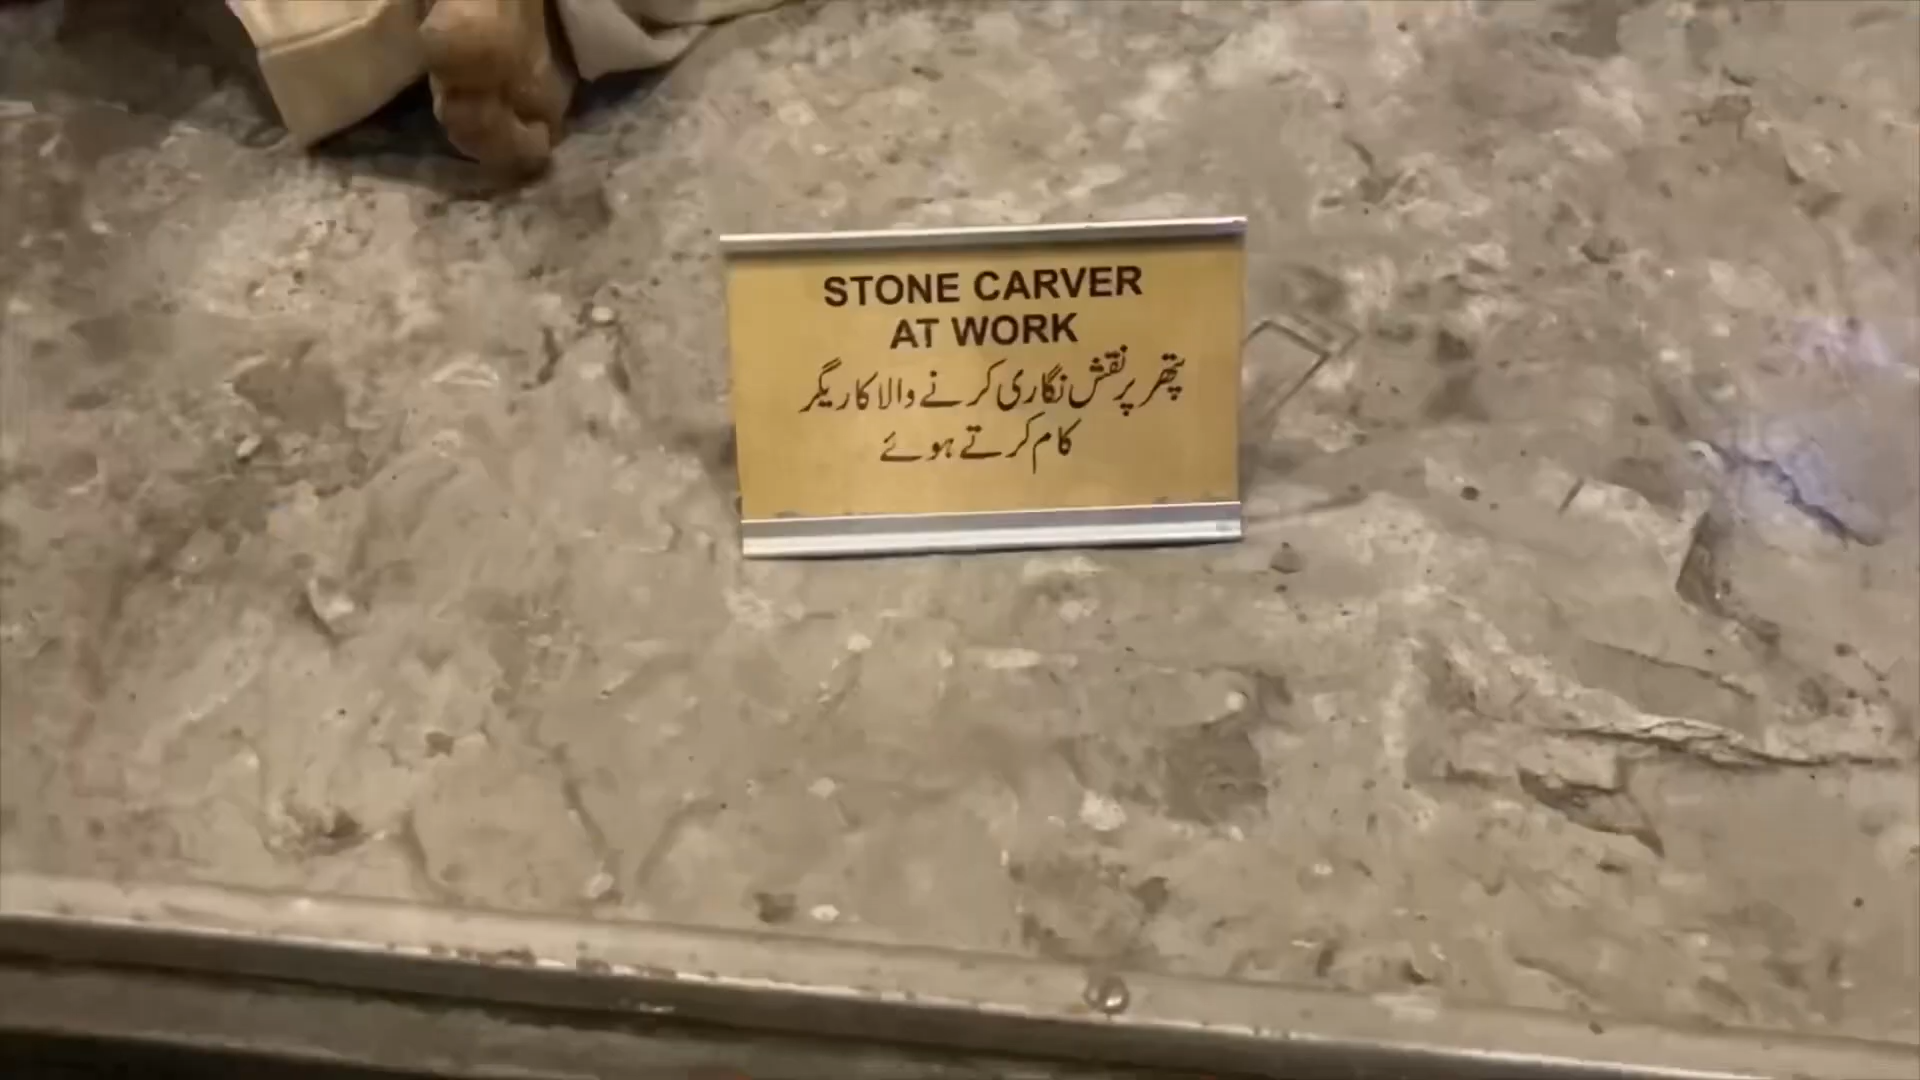 STONE CARVER
AT WORK
پتھر پر نقش نگاری کرنے والا کاریگر
کام کرتے ہوئے